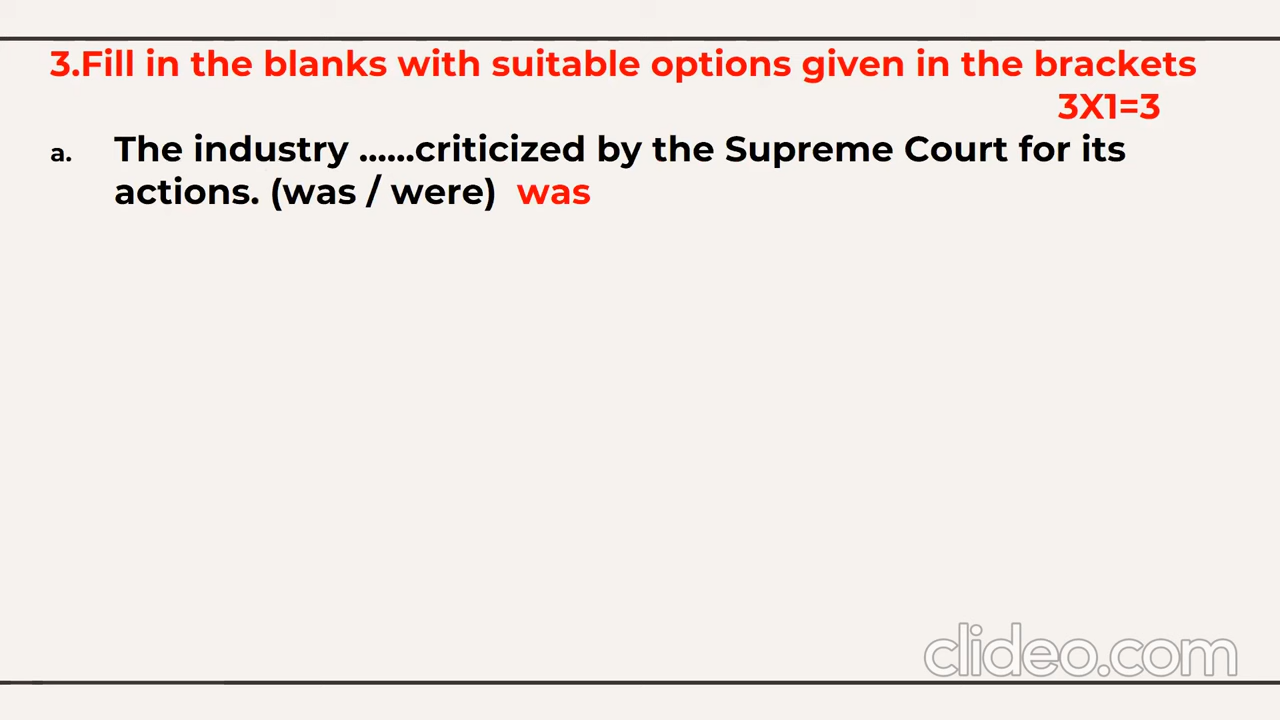 3.Fill in the blanks with suitable options given in the brackets
3X1=3
a. The industry ......criticized by the Supreme Court for its
actions. (was / were) was
clideo.com